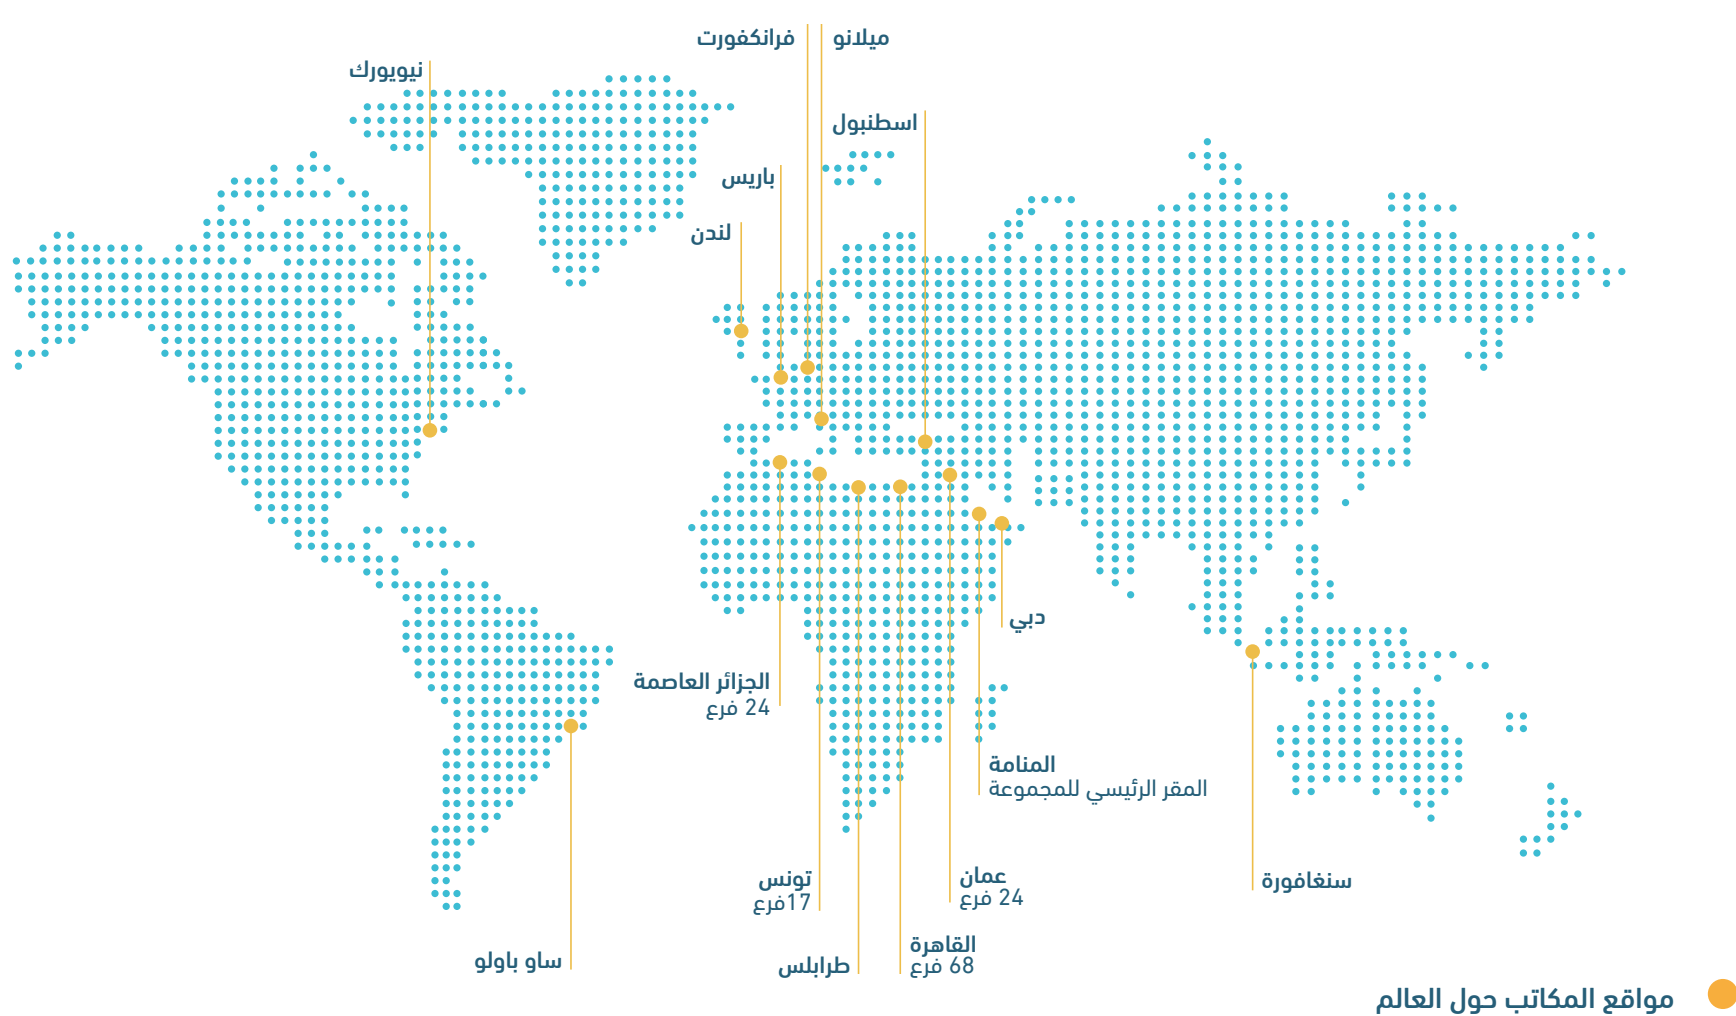 ميلانو
فرانكفورت
نيويورك
اسطنبول
باريس
لندن
دبي
الجزائر العاصمة
24 فرع
المنامة
المقر الرئيسي للمجموعة
تونس
17فرع
عمان
24 فرع
سنغافورة
القاهرة
68 فرع
طرابلس
ساو باولو
مواقع المكاتب حول العالم